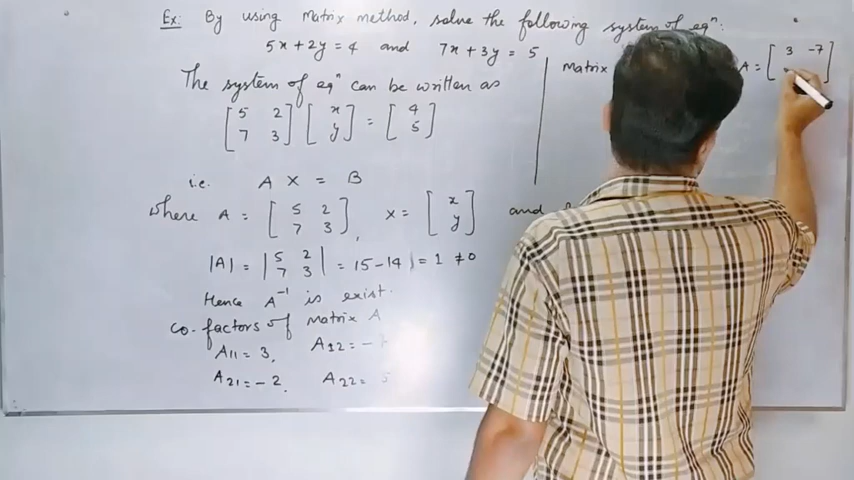 Ex: By using Matrix method, solve the following system of eqⁿ:
5x + 2y = 4 and 7x + 3y = 5
The system of eqⁿ can be written as
[5 2
7 3] [x
y] = [4
5]
i.e. A X = B
where A = [5 2
7 3], X = [x
y] and
|A| = |5 2
7 3| = 15 - 14 = 1 ≠ 0
Hence A⁻¹ is exist.
Co-factors of Matrix A
A11 = 3, A12 = -
A21 = -2. A22 = 5
Matrix A = [3 -7
]